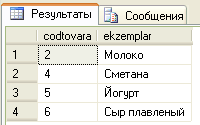 Результаты Сообщения
codtovara ekzemplar
1 2 Молоко
2 4 Сметана
3 5 Йогурт
4 6 Сыр плавленый